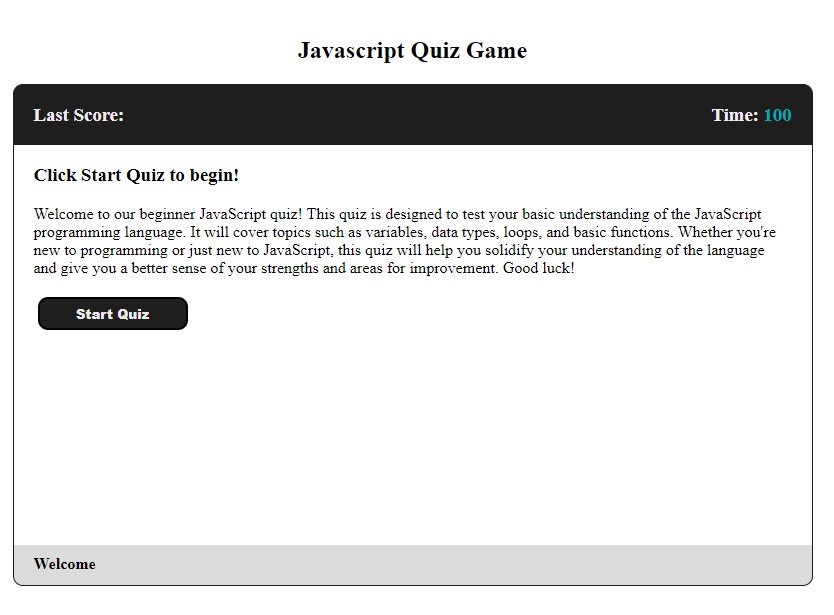 Javascript Quiz Game
Last Score:
Time: 100
Click Start Quiz to begin!
Welcome to our beginner JavaScript quiz! This quiz is designed to test your basic understanding of the JavaScript
programming language. It will cover topics such as variables, data types, loops, and basic functions. Whether you're
new to programming or just new to JavaScript, this quiz will help you solidify your understanding of the language
and give you a better sense of your strengths and areas for improvement. Good luck!
Start Quiz
Welcome